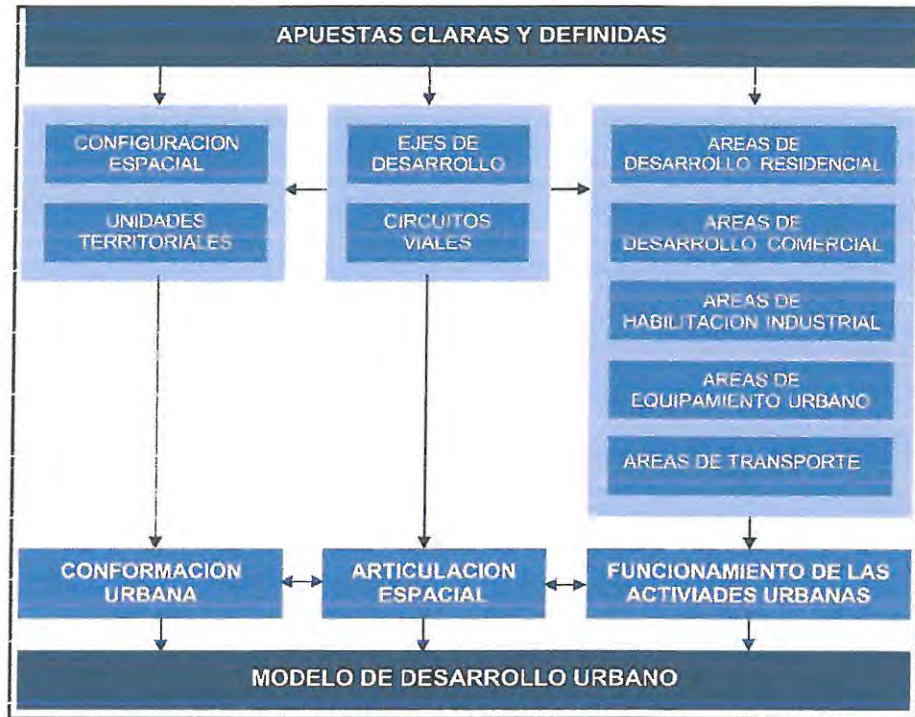 APUESTAS CLARAS Y DEFINIDAS
CONFIGURACION
ESPACIAL
UNIDADES
TERRITORIALES
EJES DE
DESARROLLO
CIRCUITOS
VIALES
AREAS DE
DESARROLLO RESIDENCIAL
AREAS DE
DESARROLLO COMERCIAL
AREAS DE
HABILITACION INDUSTRIAL
AREAS DE
EQUIPAMIENTO URBANO
AREAS DE TRANSPORTE
CONFORMACIÓN
URBANA
ARTICULACION
ESPACIAL
FUNCIONAMIENTO DE LAS
ACTIVIADES URBANAS
MODELO DE DESARROLLO URBANO